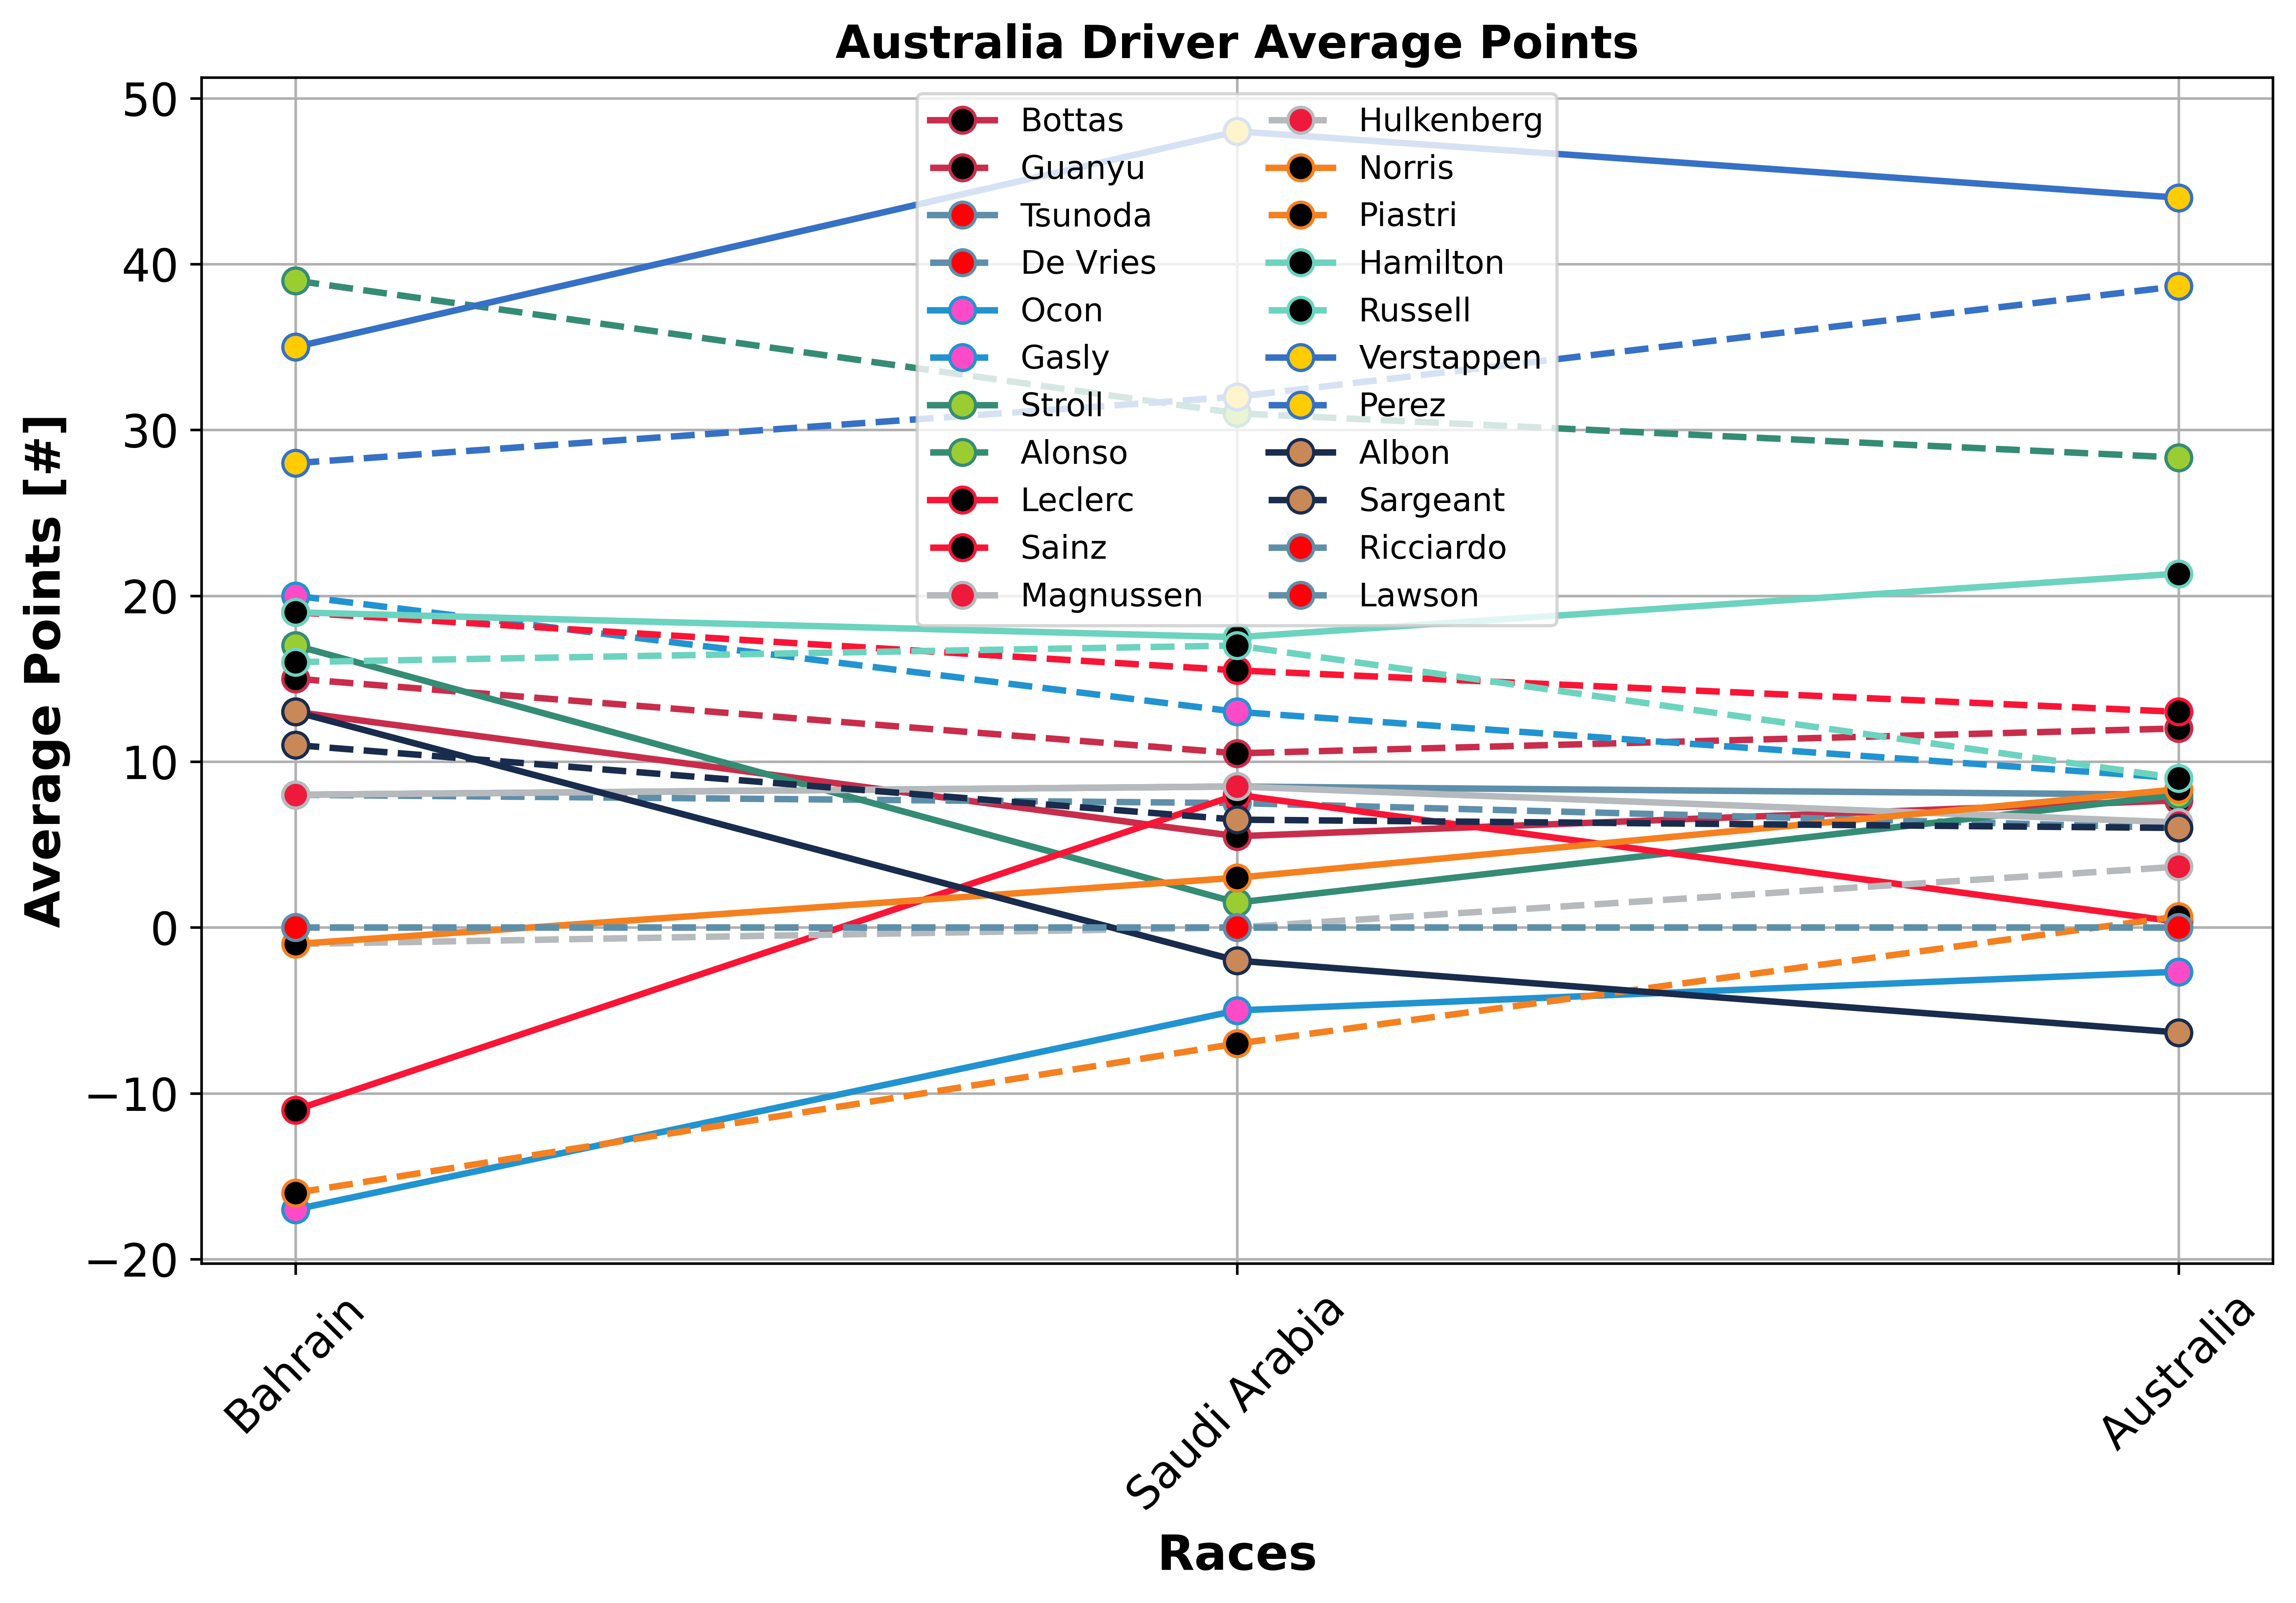 Australia Driver Average Points
Average Points [#]
50
40
30
20
10
0
−10
−20
Bottas
Guanyu
Tsunoda
De Vries
Ocon
Gasly
Stroll
Alonso
Leclerc
Sainz
Magnussen
Hulkenberg
Norris
Piastri
Hamilton
Russell
Verstappen
Perez
Albon
Sargeant
Ricciardo
Lawson
Bahrain
Saudi Arabia
Australia
Races